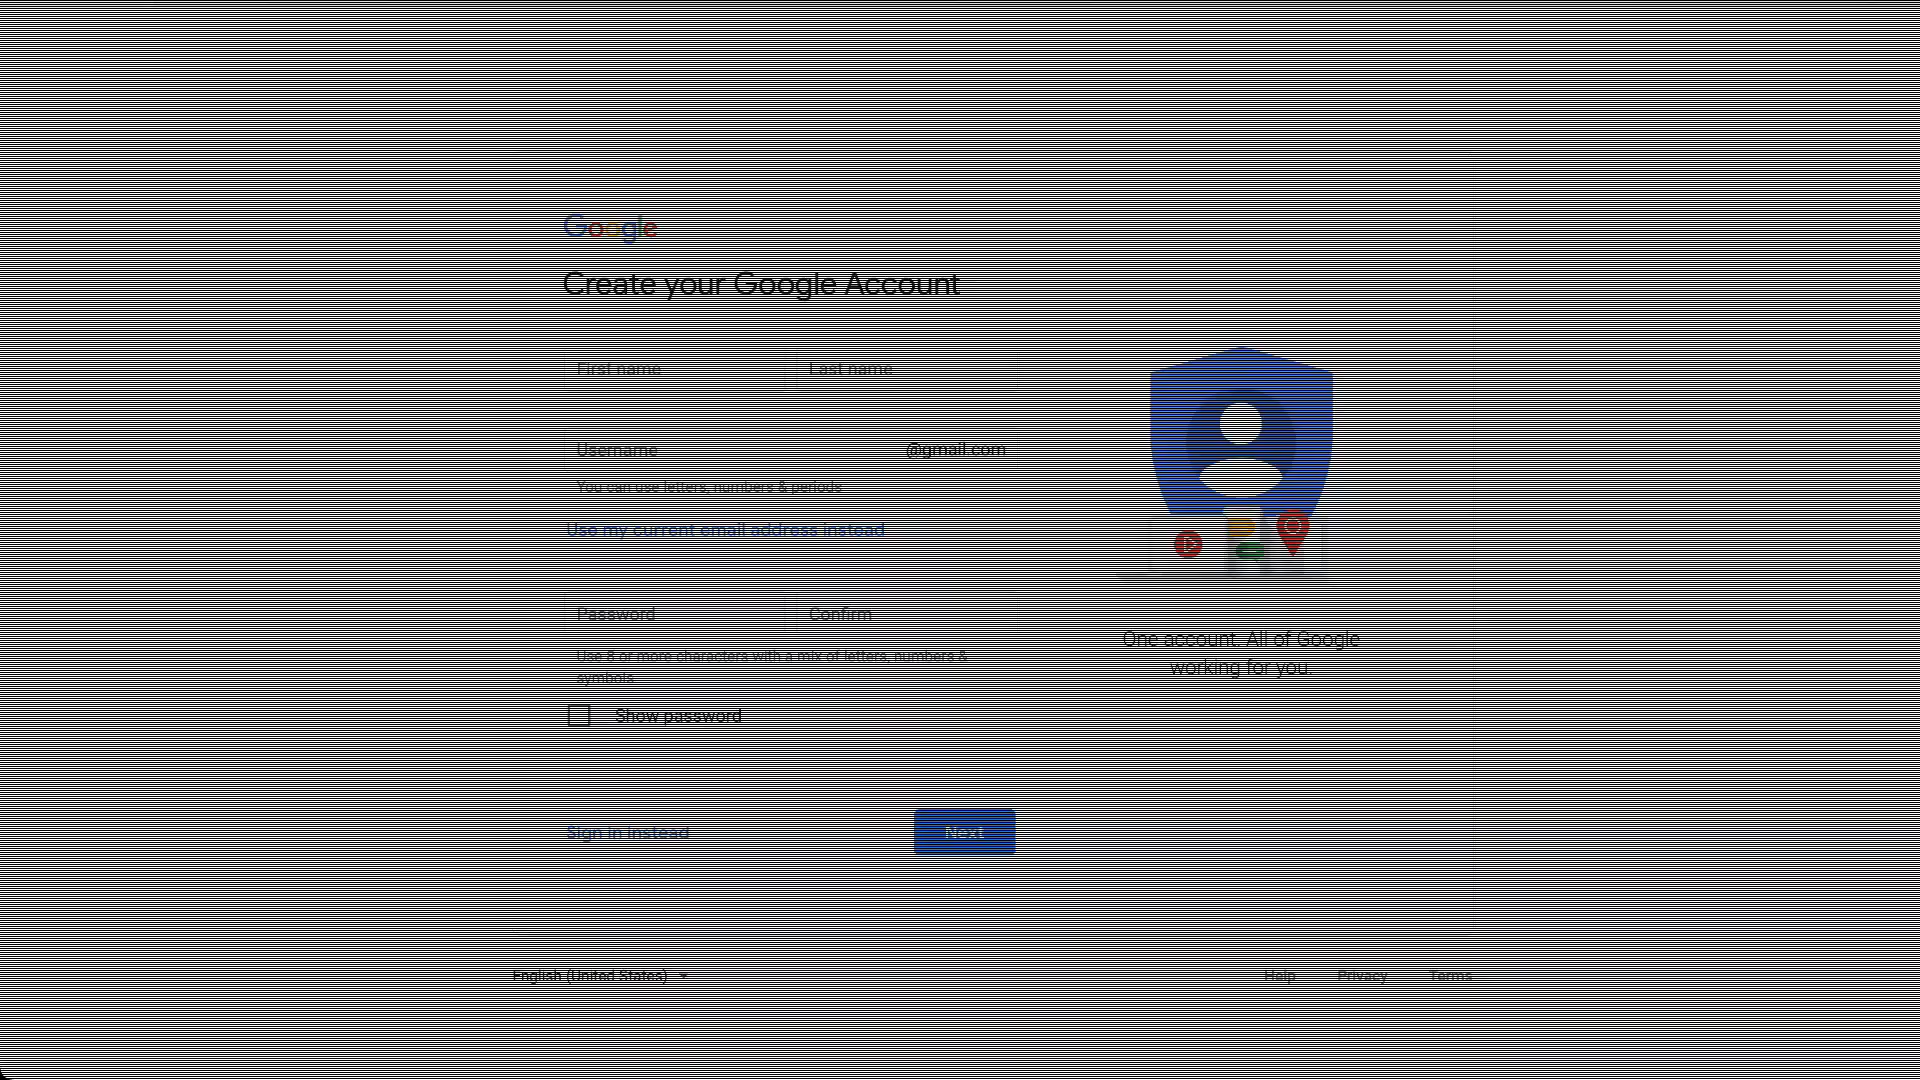 Google
Create your Google Account
First name
Last name
Username
@gmail.com
You can use letters, numbers & periods
Use my current email address instead
Password
Confirm
Use 8 or more characters with a mix of letters, numbers &
symbols
Show password
One account. All of Google
working for you.
Sign in instead
Next
English (United States)
Help
Privacy
Terms